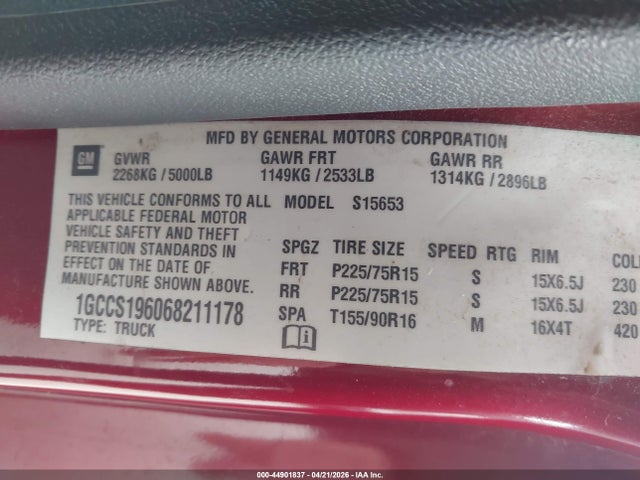 MFD BY GENERAL MOTORS CORPORATION
GM
GVWR GAWR FRT GAWR RR
2268KG / 5000LB 1149KG / 2533LB 1314KG / 2896LB
THIS VEHICLE CONFORMS TO ALL MODEL S15653
APPLICABLE FEDERAL MOTOR
VEHICLE SAFETY AND THEFT
PREVENTION STANDARDS IN SPGZ TIRE SIZE SPEED RTG RIM COL
EFFECT ON THE DATE OF FRT P225/75R15 S 15X6.5J 230
MANUFACTURE SHOWN ABOVE. RR P225/75R15 S 15X6.5J 230
1GCCS196068211178 SPA T155/90R16 M 16X4T 420
TYPE: TRUCK
000-44901837 - 04/21/2026 - IAAI, Inc.